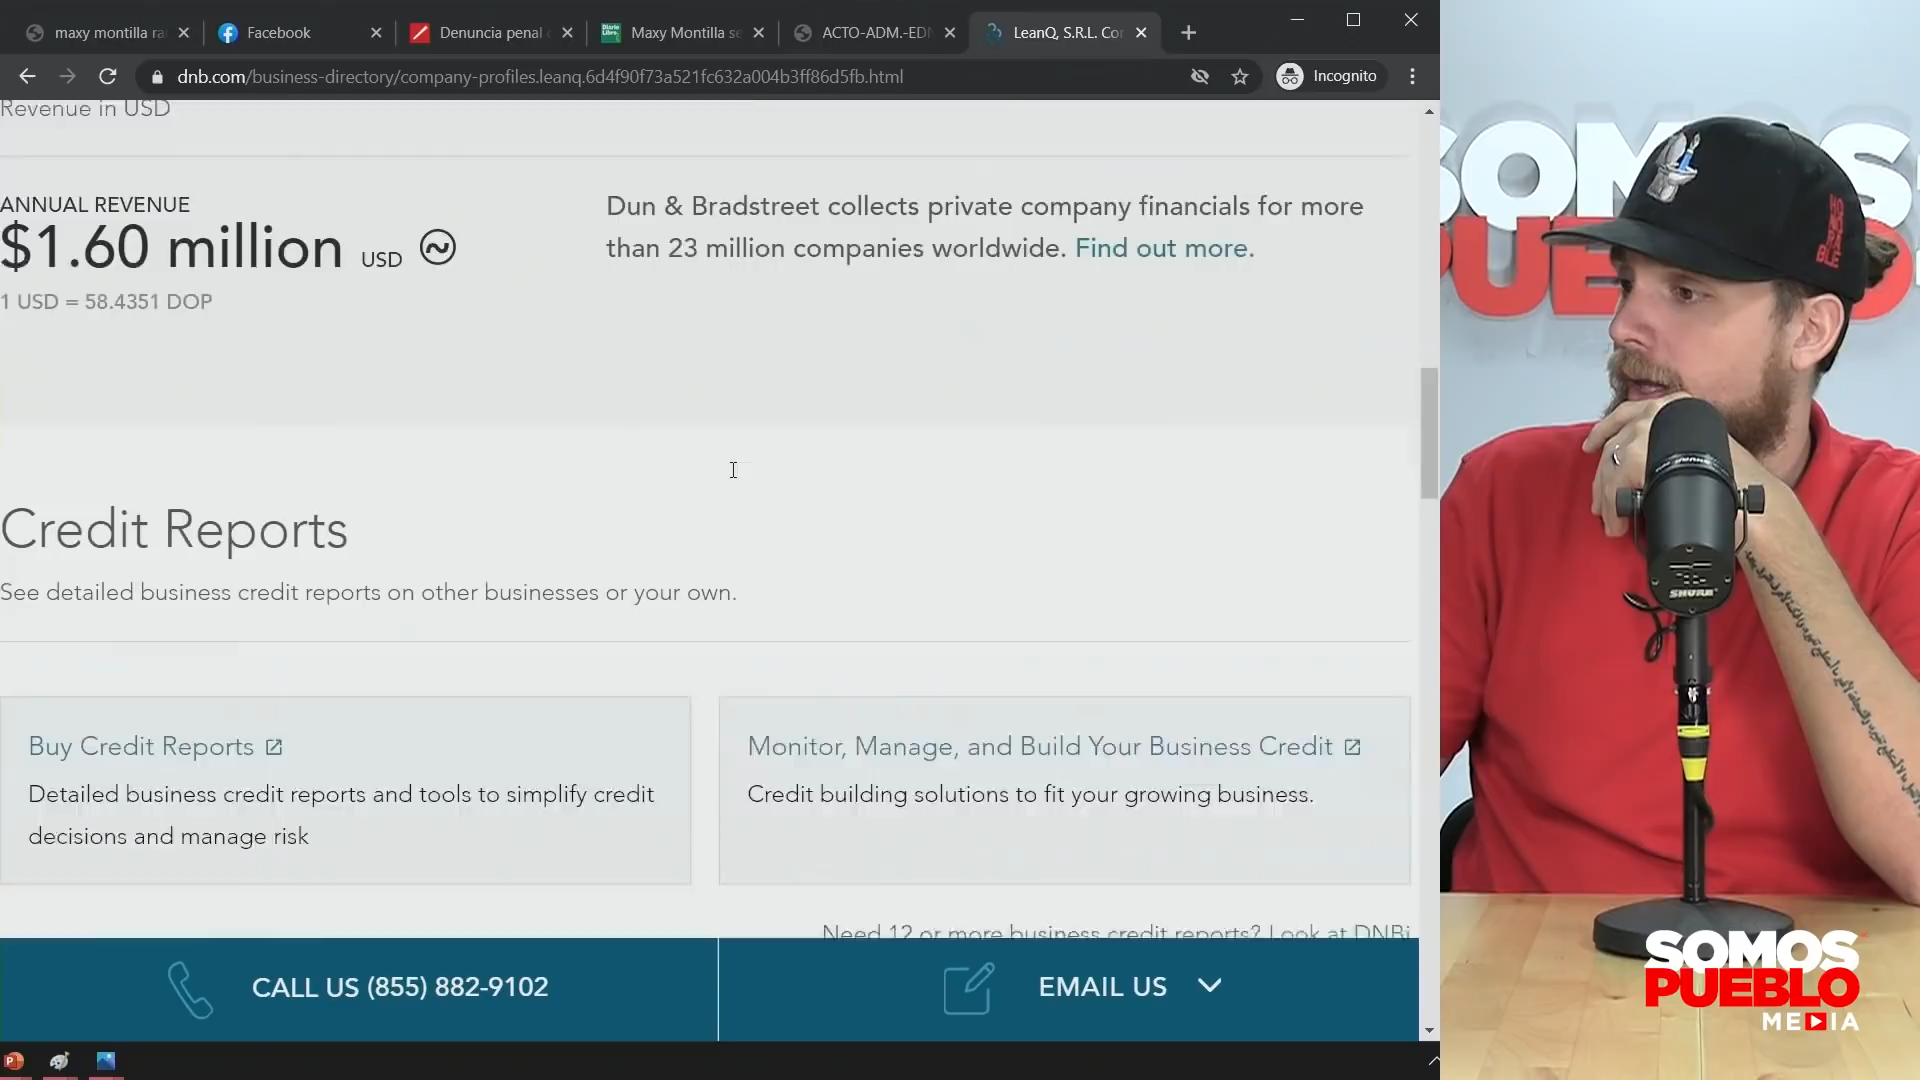 maxy montilla ra
Facebook
Denuncia penal
Maxy Montilla se
ACTO-ADM.-EDN
LeanQ, S.R.L. Cor
dnb.com/business-directory/company-profiles.leanq.6d4f90f73a521fc632a004b3ff86d5fb.html
Incognito
Revenue in USD
ANNUAL REVENUE
$1.60 million USD
1 USD = 58.4351 DOP
Dun & Bradstreet collects private company financials for more
than 23 million companies worldwide. Find out more.
Credit Reports
See detailed business credit reports on other businesses or your own.
Buy Credit Reports
Detailed business credit reports and tools to simplify credit
decisions and manage risk
Monitor, Manage, and Build Your Business Credit
Credit building solutions to fit your growing business.
Need 12 or more business credit reports? Look at DNBi
CALL US (855) 882-9102
EMAIL US
SHURE
SOMOS
PUEBLO
MEDIA